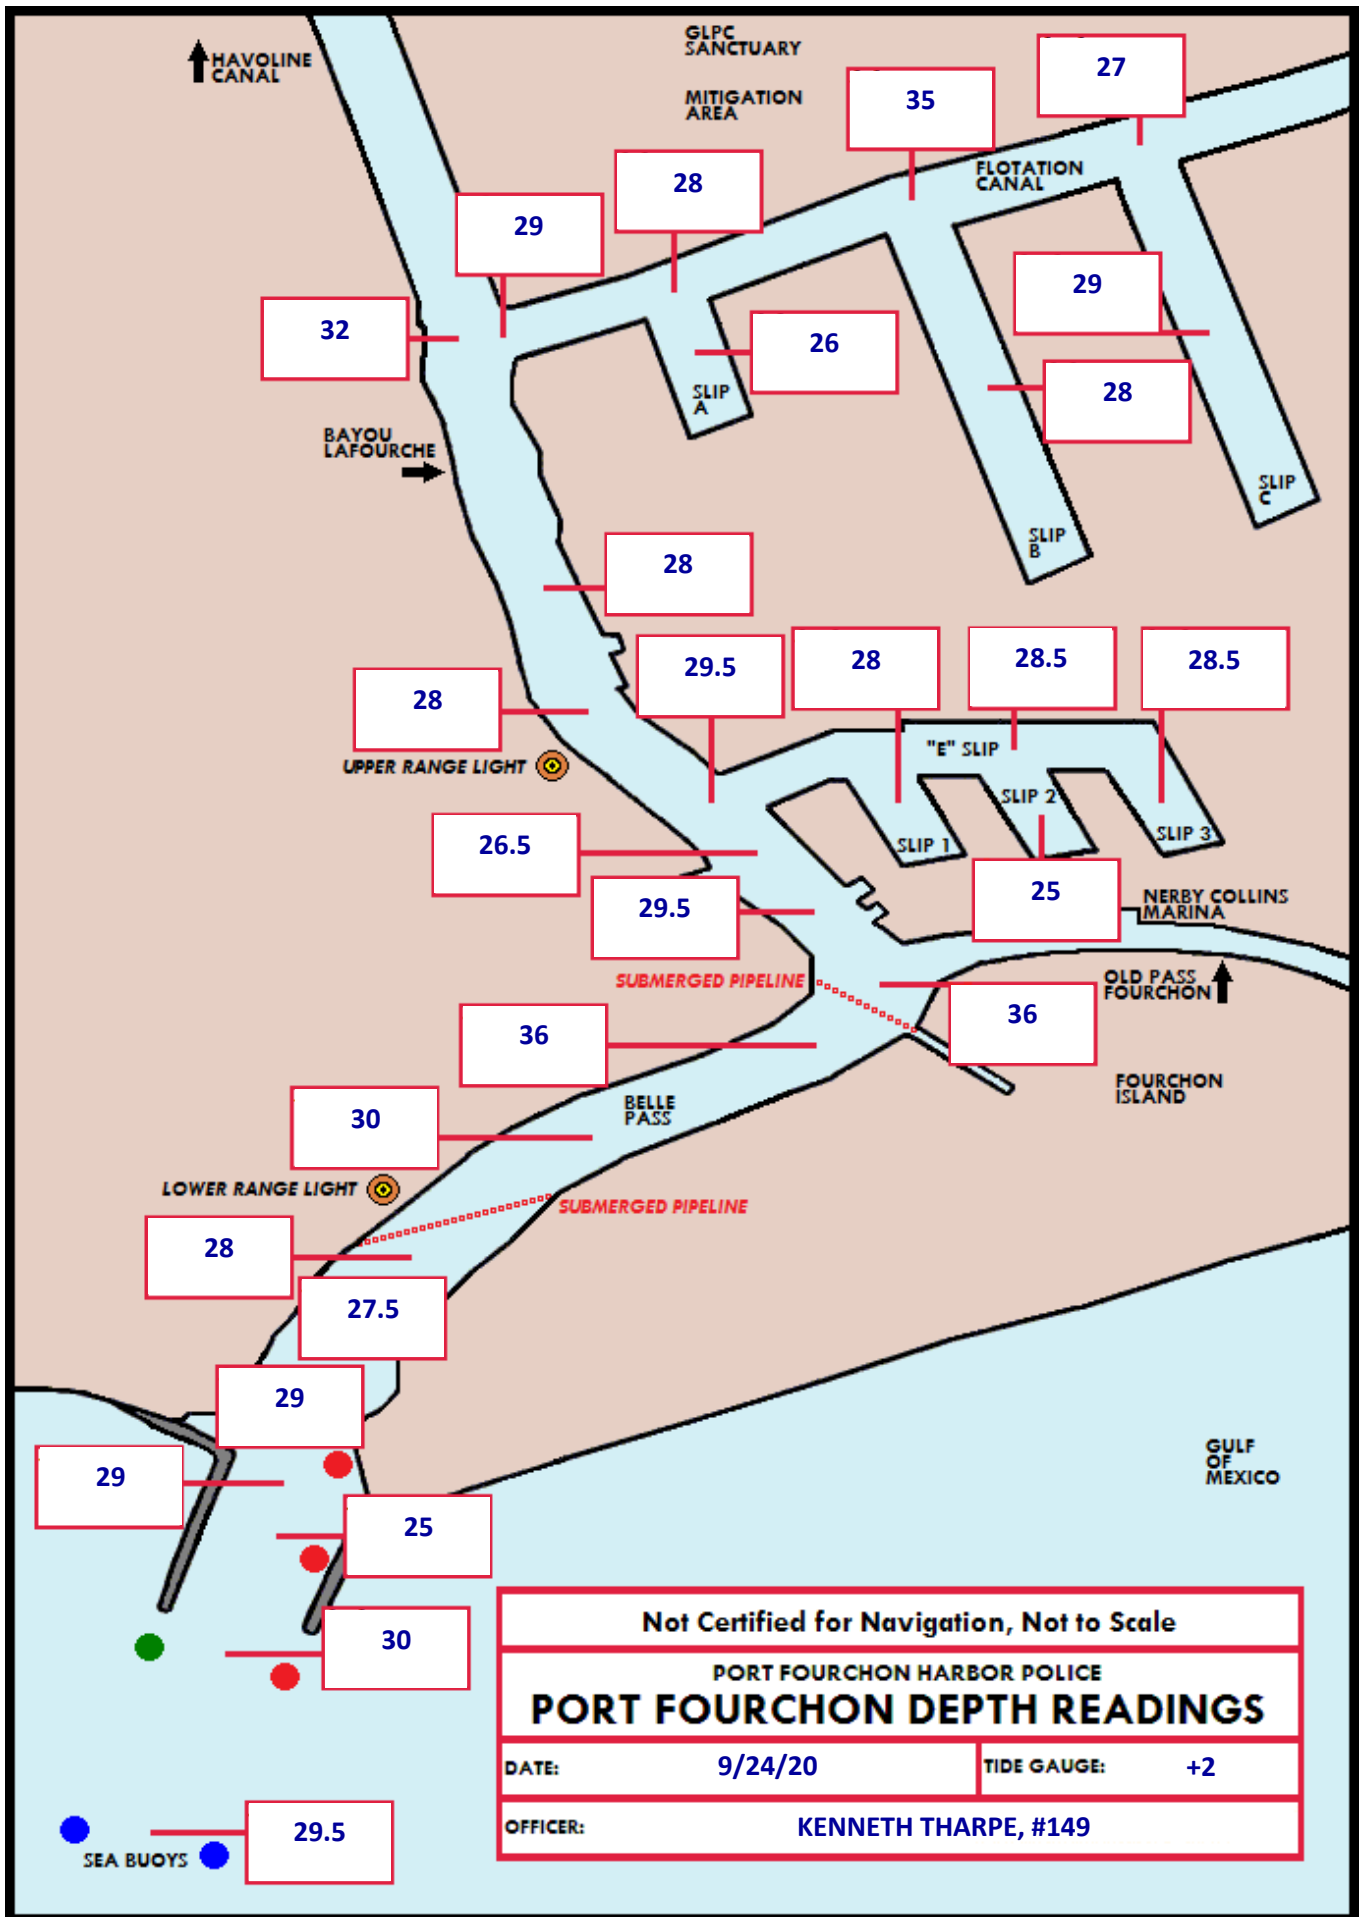 GLPC
SANCTUARY
HAVOLINE
CANAL
27
MITIGATION
AREA
35
FLOTATION
CANAL
28
29
29
32
26
28
SLIP
A
BAYOU
LAFOURCHE
SLIP
C
SLIP
B
28
29.5
28
28.5
28.5
28
"E" SLIP
UPPER RANGE LIGHT
SLIP 2
SLIP 1
SLIP 3
26.5
25
29.5
NERBY COLLINS
MARINA
SUBMERGED PIPELINE
OLD PASS
FOURCHON
36
36
FOURCHON
ISLAND
BELLE
PASS
30
LOWER RANGE LIGHT
SUBMERGED PIPELINE
28
27.5
29
GULF
OF
MEXICO
29
25
30
Not Certified for Navigation, Not to Scale
PORT FOURCHON HARBOR POLICE
PORT FOURCHON DEPTH READINGS
DATE: 9/24/20 TIDE GAUGE: +2
OFFICER: KENNETH THARPE, #149
29.5
SEA BUOYS